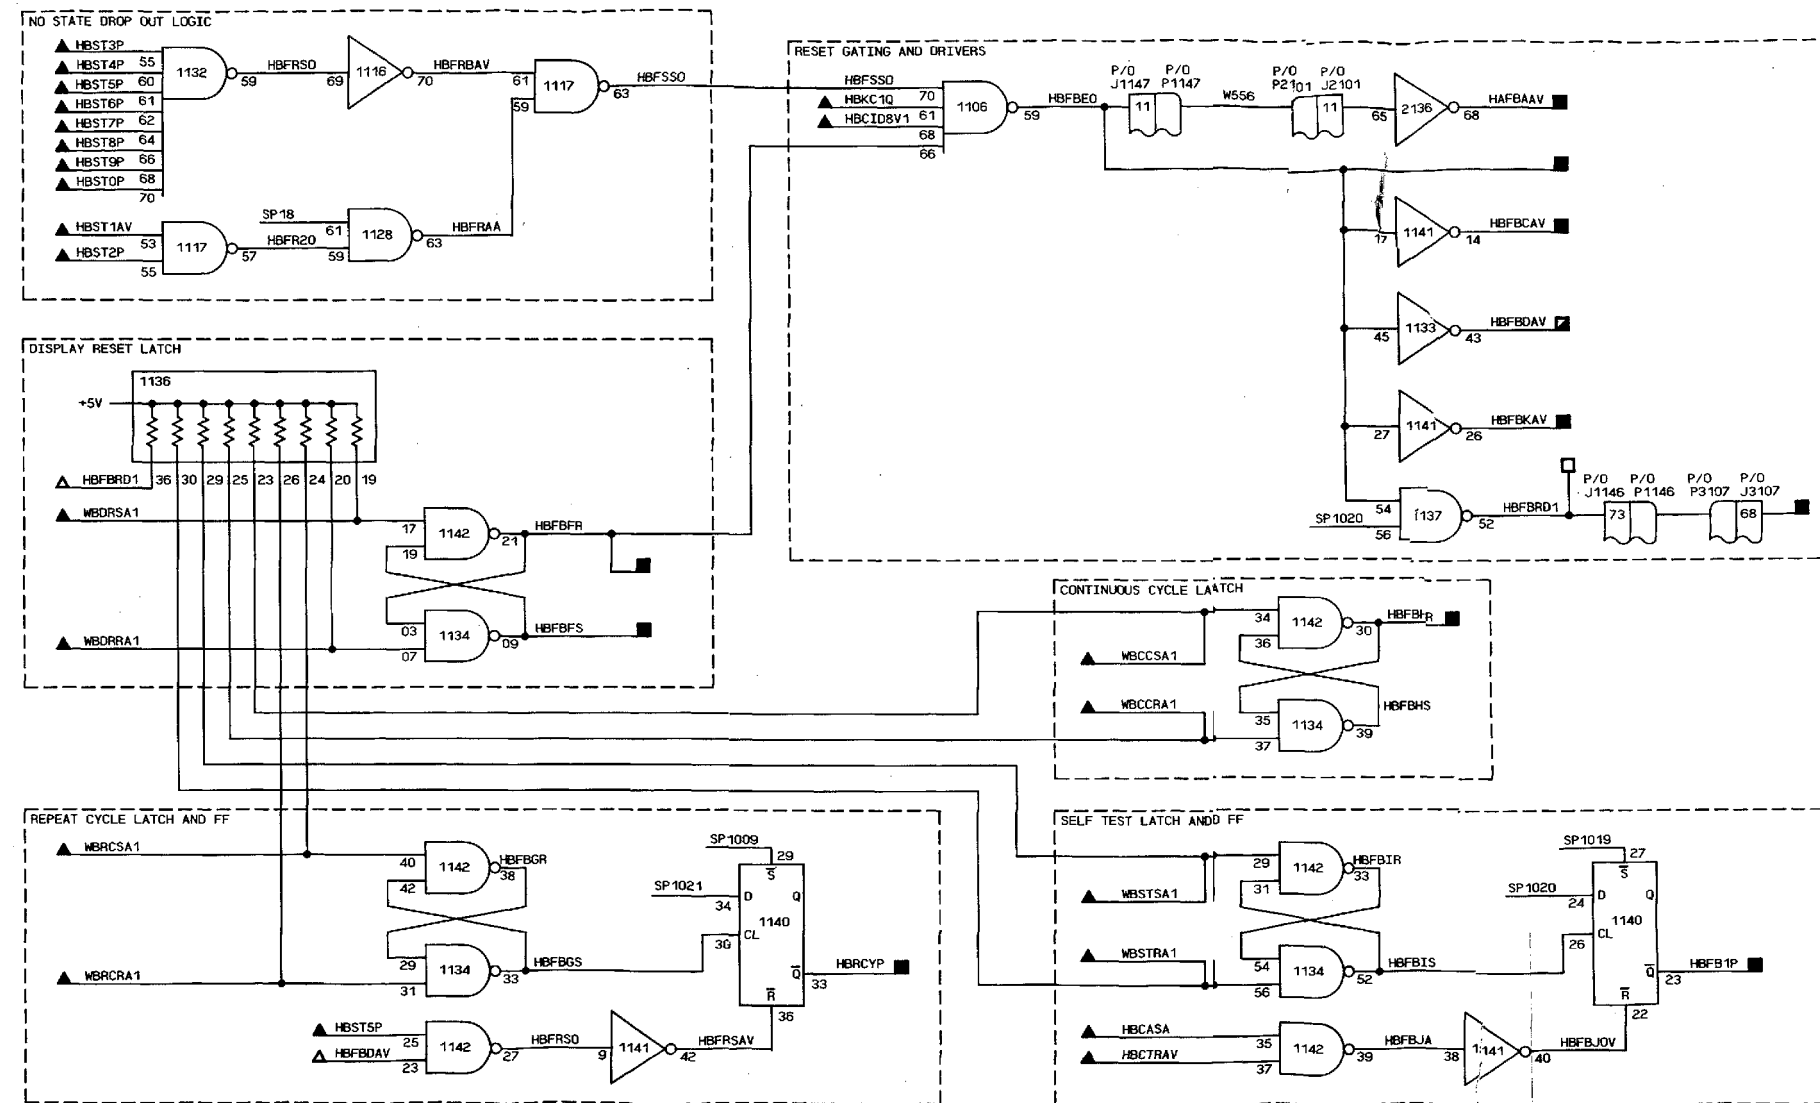 NO STATE DROP OUT LOGIC
HBST3P
55
HBST4P
60
HBST5P
61
HBST6P
62
HBST7P
64
HBST8P
66
HBST9P
68
HBST0P
70
1132
59
HBFRSO
69
1116
70
HBFRBAV
61
59
1117
63
HBFSSO
HBST1AV
53
HBST2P
55
1117
57
HBFR2O
SP18
61
59
1128
63
HBFRAA
RESET GATING AND DRIVERS
HBFSSO
70
HBKC1Q
61
HBCID8V1
68
66
1106
59
HBFBEO
P/O P/O
J1147 P1147
11
W556
P/O P/O
P2101 J2101
11
65
2136
68
HAFBAAV
17
1141
14
HBFBCAV
45
1133
43
HBFBDAV
27
1141
26
HBFBKAV
54
SP1020
56
1137
52
HBFBRD1
P/O P/O
J1146 P1146
73
P/O P/O
P3107 J3107
68
DISPLAY RESET LATCH
1136
+5V
HBFBRD1
36 30 29 25 23 26 24 20 19
WBDRSA1
17
19
1142
21
HBFBFR
WBDRRA1
03
07
1134
09
HBFBFS
CONTINUOUS CYCLE LAATCH
34
36
1142
30
HBFBHR
WBCCSA1
WBCCRA1
35
37
1134
39
HBFBHS
REPEAT CYCLE LATCH AND FF
WBRCSA1
40
42
1142
38
HBFBGR
WBRCRA1
29
31
1134
33
HBFBGS
SP1009
29
S
SP1021
34
D
Q
1140
30
CL
Q
33
HBRCYP
R
36
HBST5P
25
HBFBDAV
23
1142
27
HBFRSO
9
1141
42
HBFRSAV
SELF TEST LATCH ANDD FF
29
31
1142
33
HBFBIR
WBSTSA1
WBSTRA1
54
56
1134
52
HBFBIS
SP1019
27
S
SP1020
24
D
Q
1140
26
CL
Q
23
HBFB1P
R
22
HBCASA
35
HBCTRAV
37
1142
39
HBFBJA
38
1141
40
HBFBJOV